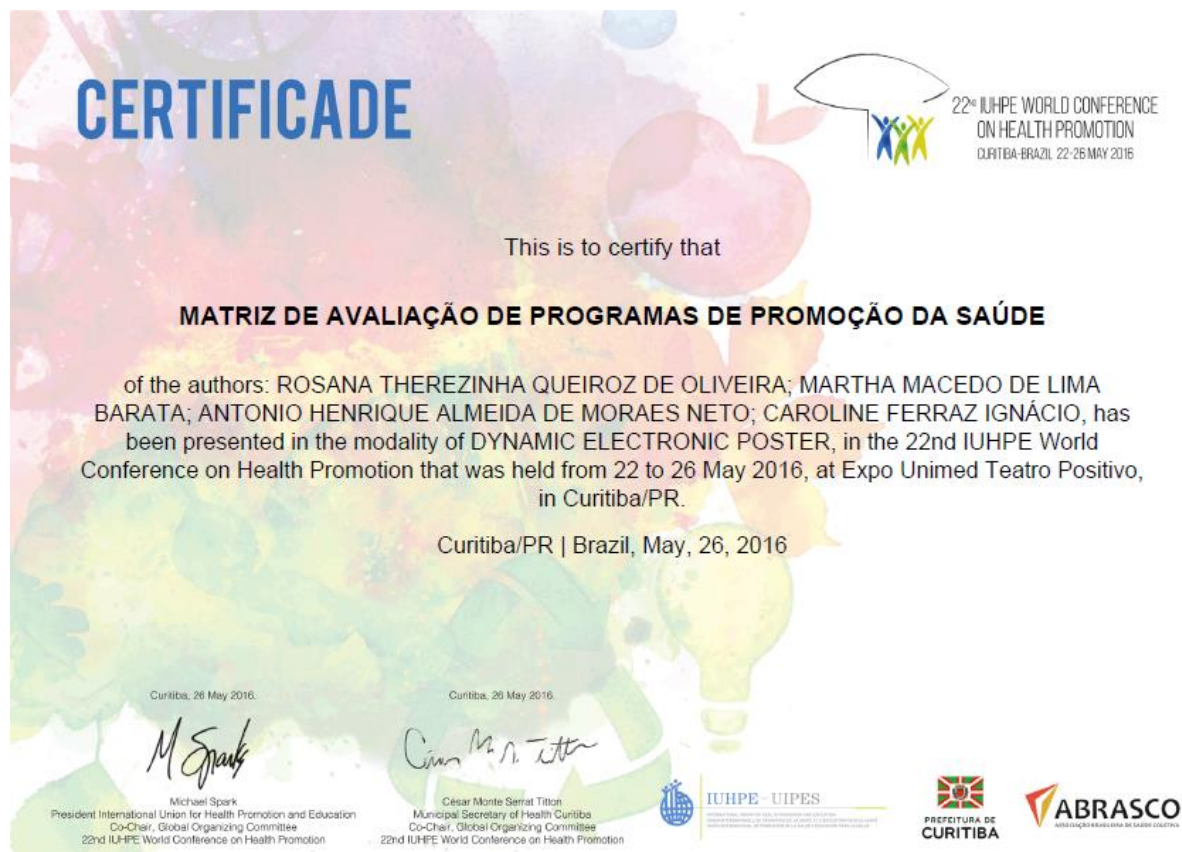 CERTIFICADE
22nd IUHPE WORLD CONFERENCE
ON HEALTH PROMOTION
CURITIBA-BRAZIL 22-26 MAY 2016
This is to certify that
MATRIZ DE AVALIAÇÃO DE PROGRAMAS DE PROMOÇÃO DA SAÚDE
of the authors: ROSANA THEREZINHA QUEIROZ DE OLIVEIRA; MARTHA MACEDO DE LIMA
BARATA; ANTONIO HENRIQUE ALMEIDA DE MORAES NETO; CAROLINE FERRAZ IGNÁCIO, has
been presented in the modality of DYNAMIC ELECTRONIC POSTER, in the 22nd IUHPE World
Conference on Health Promotion that was held from 22 to 26 May 2016, at Expo Unimed Teatro Positivo,
in Curitiba/PR.
Curitiba/PR | Brazil, May, 26, 2016
Curitiba, 26 May 2016.
M Spark
Michael Spark
President International Union for Health Promotion and Education
Co-Chair, Global Organizing Committee
22nd IUHPE World Conference on Health Promotion
Curitiba, 26 May 2016.
César Monte Serrat Titton
Municipal Secretary of Health Curitiba
Co-Chair, Global Organizing Committee
22nd IUHPE World Conference on Health Promotion
IUHPE - UIPES
PREFEITURA DE
CURITIBA
ABRASCO
ASSOCIAÇÃO BRASILEIRA DE SAÚDE COLETIVA